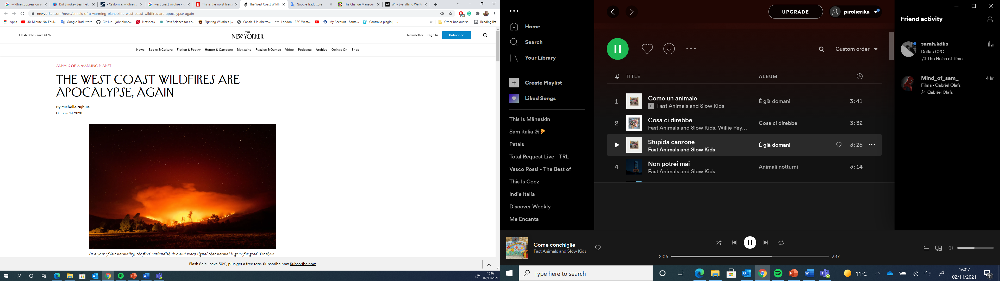 wildfire suppression ac
Did Smokey Bear help
• California: wildfire su
west coast wildfire - R
This is the worst fire se
The West Coast Wildfi
Google Traduttore
The Change Managem
Why Everything We Kn
newyorker.com/news/annals-of-a-warming-planet/the-west-coast-wildfires-are-apocalypse-again
30
Apps
30-Minute No-Equi...
Google Traduttore
GitHub - johnpinne...
Netspeak
Data Science for ec...
Fighting Wildfires |...
Canale 5 in diretta...
London - BBC Weat...
My Account - Santa...
Controllo plagio | 1...
»
Other bookmarks
Reading list
Flash Sale - save 50%.
THE
NEW YORKER
Newsletter
Sign In
Subscribe
News
Books & Culture
Fiction & Poetry
Humor & Cartoons
Magazine
Puzzles & Games
Video
Podcasts
Archive
Goings On
Shop
ANNALS OF A WARMING PLANET
THE WEST COAST WILDFIRES ARE
APOCALYPSE, AGAIN
By Michelle Nijhuis
October 19, 2020
In a year of lost normality, the fires' outlandish size and reach signal that normal is gone for good. Yet these
Flash Sale - save 50%, plus get a free tote. Subscribe now Subscribe now
16:07
02/11/2021
Home
Search
Your Library
Create Playlist
Liked Songs
This Is Måneskin
Sam italia 🕷🍕
Petals
Total Request Live - TRL
Vasco Rossi - The Best of
This Is Coez
Indie Italia
Discover Weekly
Me Encanta
UPGRADE
pirolierika
Custom order
# TITLE ALBUM
1 Come un animale È già domani 3:41
E Fast Animals and Slow Kids
2 Cosa ci direbbe Cosa ci direbbe 3:32
Fast Animals and Slow Kids, Willie Pey...
Stupida canzone È già domani 3:25
Fast Animals and Slow Kids
4 Non potrei mai Animali notturni 3:14
Fast Animals and Slow Kids
Friend activity
sarah.kdlis
Delta • C2C
The Noise of Time
Mind_of_sam_ 4 hr
Filma • Gabríel Ólafs
Gabríel Ólafs
Come conchiglie
Fast Animals and Slow Kids
2:06
3:17
Type here to search
11°C
16:07
02/11/2021
11